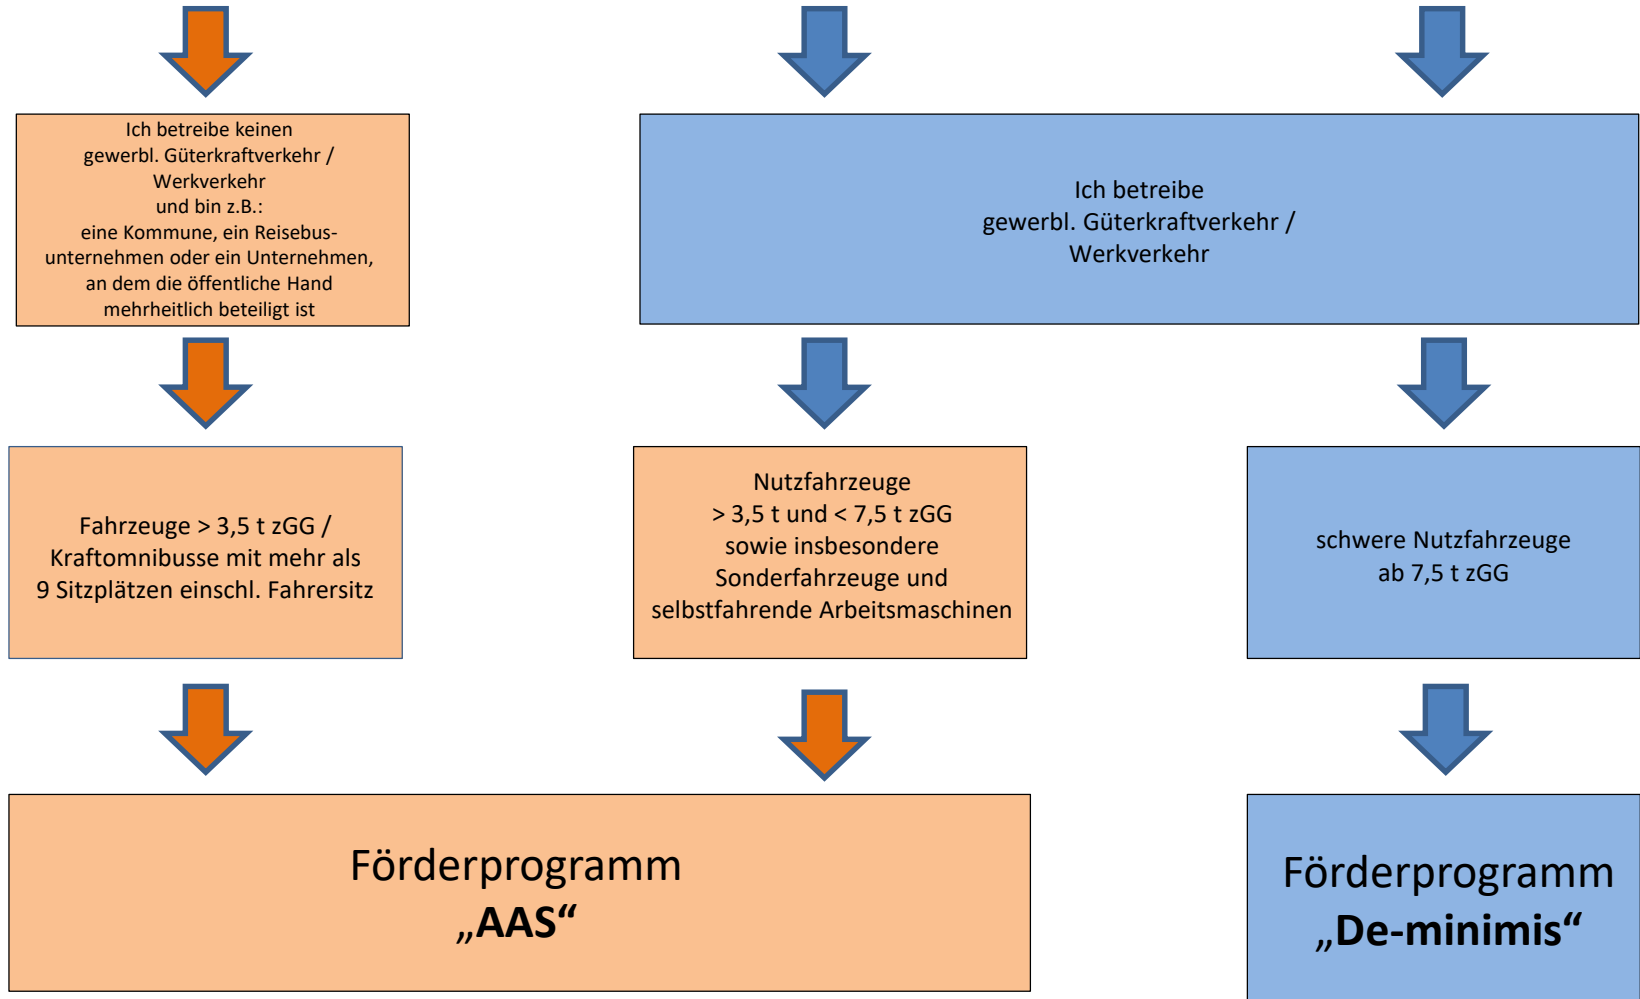 Ich betreibe keinen
gewerbl. Güterkraftverkehr /
Werkverkehr
und bin z.B.:
eine Kommune, ein Reisebus-
unternehmen oder ein Unternehmen,
an dem die öffentliche Hand
mehrheitlich beteiligt ist
Ich betreibe
gewerbl. Güterkraftverkehr /
Werkverkehr
Fahrzeuge > 3,5 t zGG /
Kraftomnibusse mit mehr als
9 Sitzplätzen einschl. Fahrersitz
Nutzfahrzeuge
> 3,5 t und < 7,5 t zGG
sowie insbesondere
Sonderfahrzeuge und
selbstfahrende Arbeitsmaschinen
schwere Nutzfahrzeuge
ab 7,5 t zGG
Förderprogramm
„AAS“
Förderprogramm
„De-minimis“